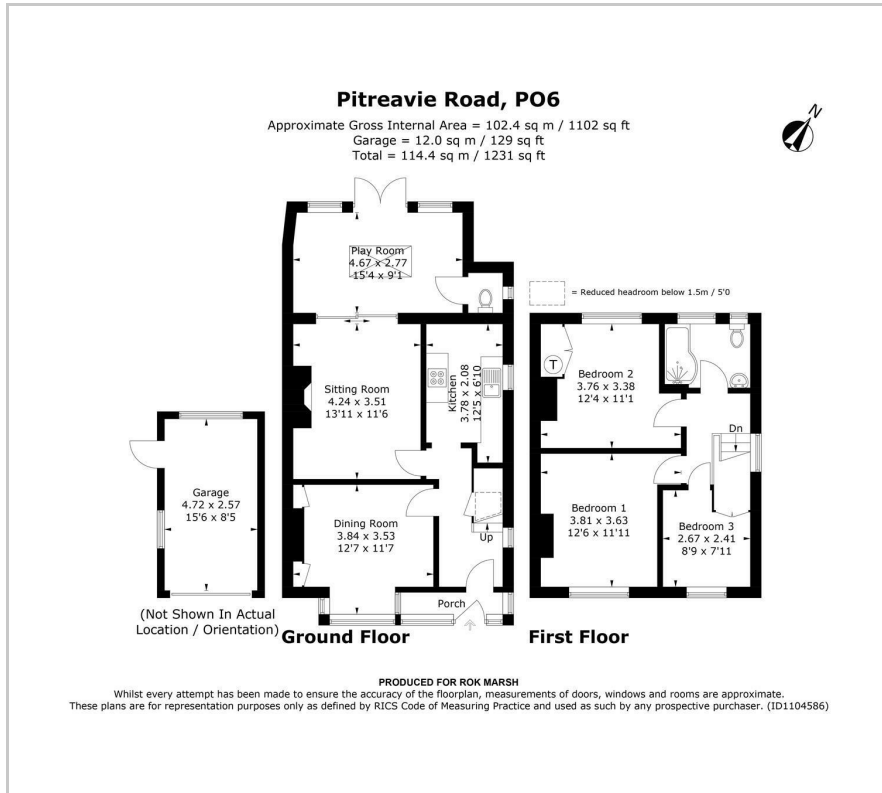 Pitreavie Road, PO6
Approximate Gross Internal Area = 102.4 sq m / 1102 sq ft
Garage = 12.0 sq m / 129 sq ft
Total = 114.4 sq m / 1231 sq ft
N
Play Room
4.67 x 2.77
15'4 x 9'1
= Reduced headroom below 1.5m / 5'0
Sitting Room
4.24 x 3.51
13'11 x 11'6
Kitchen
3.78 x 2.08
12'5 x 6'10
T
Bedroom 2
3.76 x 3.38
12'4 x 11'1
Dn
Garage
4.72 x 2.57
15'6 x 8'5
Dining Room
3.84 x 3.53
12'7 x 11'7
Up
Bedroom 1
3.81 x 3.63
12'6 x 11'11
Bedroom 3
2.67 x 2.41
8'9 x 7'11
Porch
(Not Shown In Actual
Location / Orientation)
Ground Floor
First Floor
PRODUCED FOR ROK MARSH
Whilst every attempt has been made to ensure the accuracy of the floorplan, measurements of doors, windows and rooms are approximate.
These plans are for representation purposes only as defined by RICS Code of Measuring Practice and used as such by any prospective purchaser. (ID1104586)